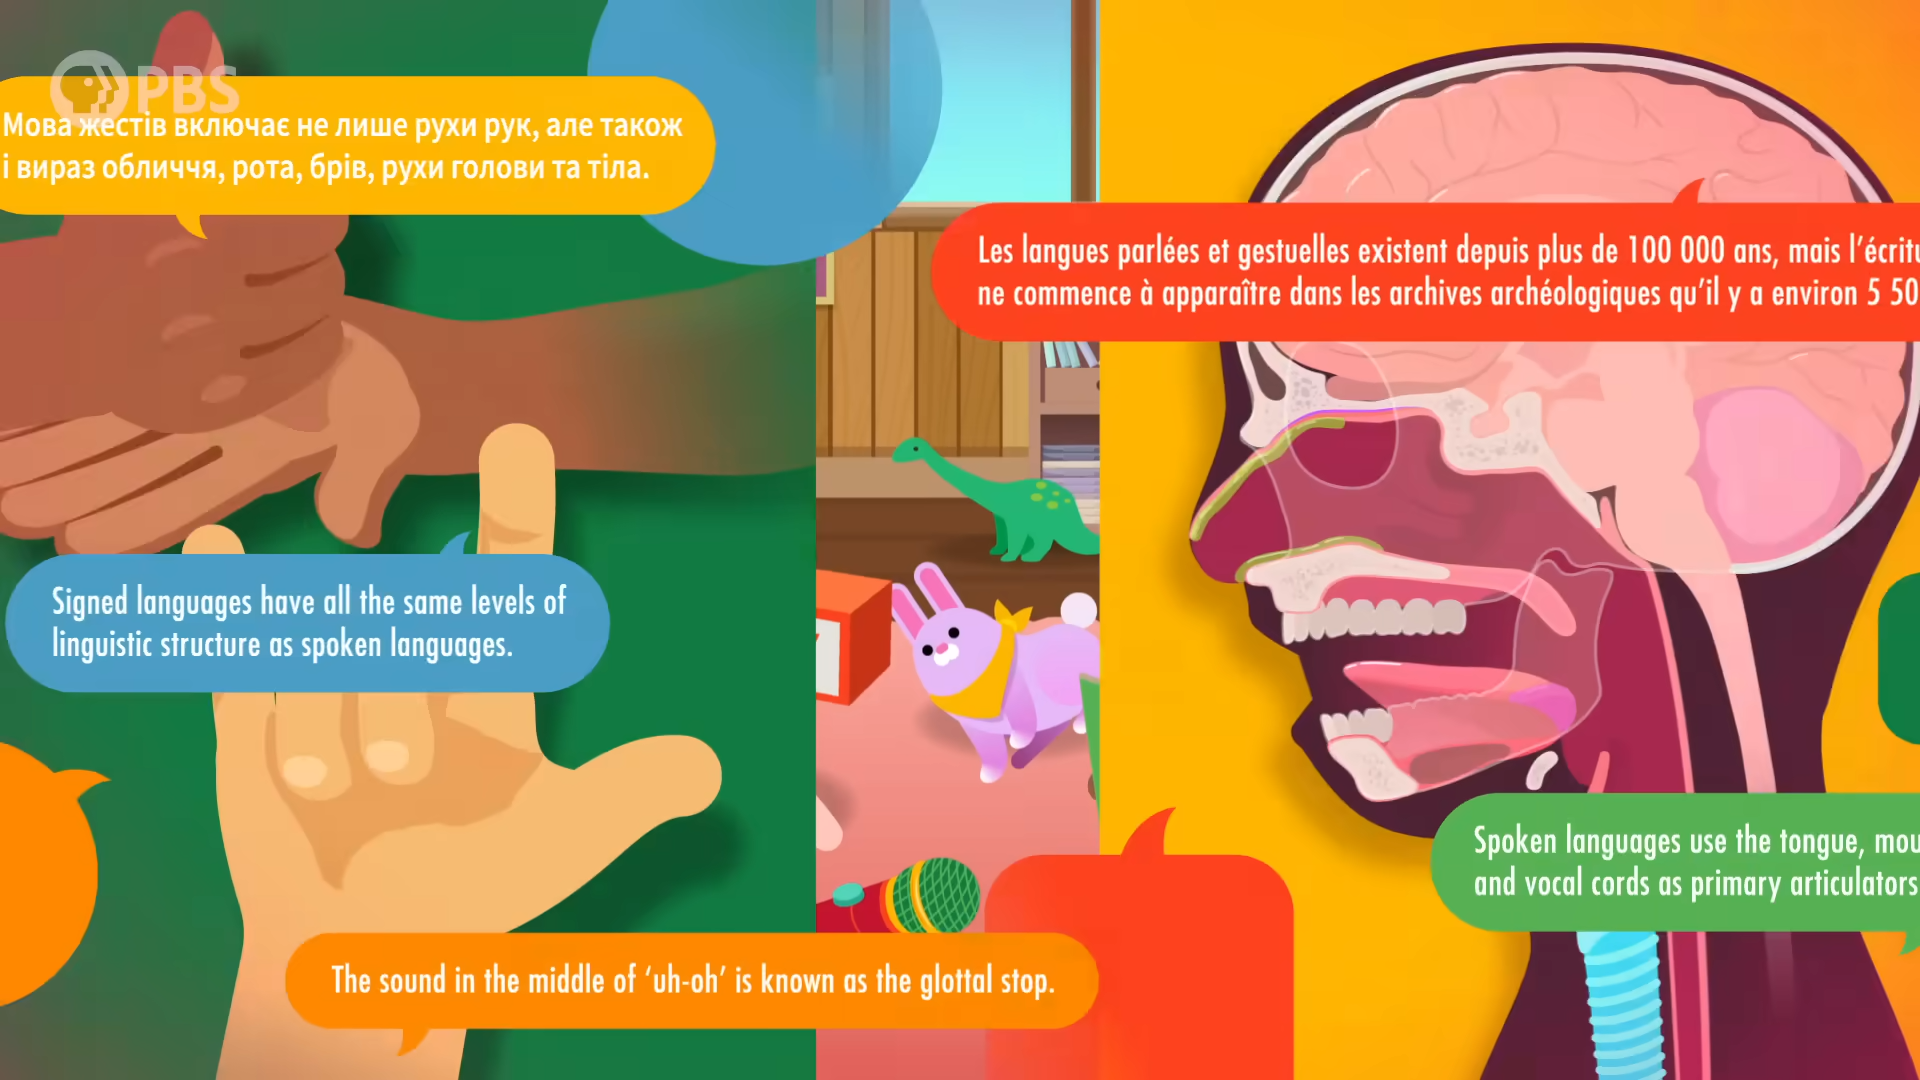 PBS
Мова жестів включає не лише рухи рук, але також
і вираз обличчя, рота, брів, рухи голови та тіла.
Les langues parlées et gestuelles existent depuis plus de 100 000 ans, mais l’écritu
ne commence à apparaître dans les archives archéologiques qu’il y a environ 5 50
Signed languages have all the same levels of
linguistic structure as spoken languages.
Spoken languages use the tongue, mou
and vocal cords as primary articulators
The sound in the middle of ‘uh-oh’ is known as the glottal stop.